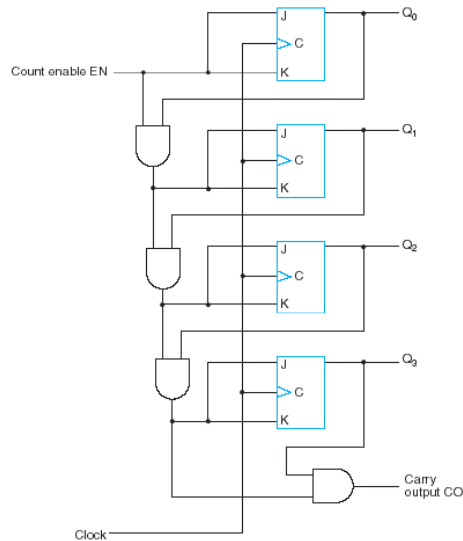 J
Q₀
C
Count enable EN
K
J
Q₁
C
K
J
Q₂
C
K
J
Q₃
C
K
Carry
output CO
Clock